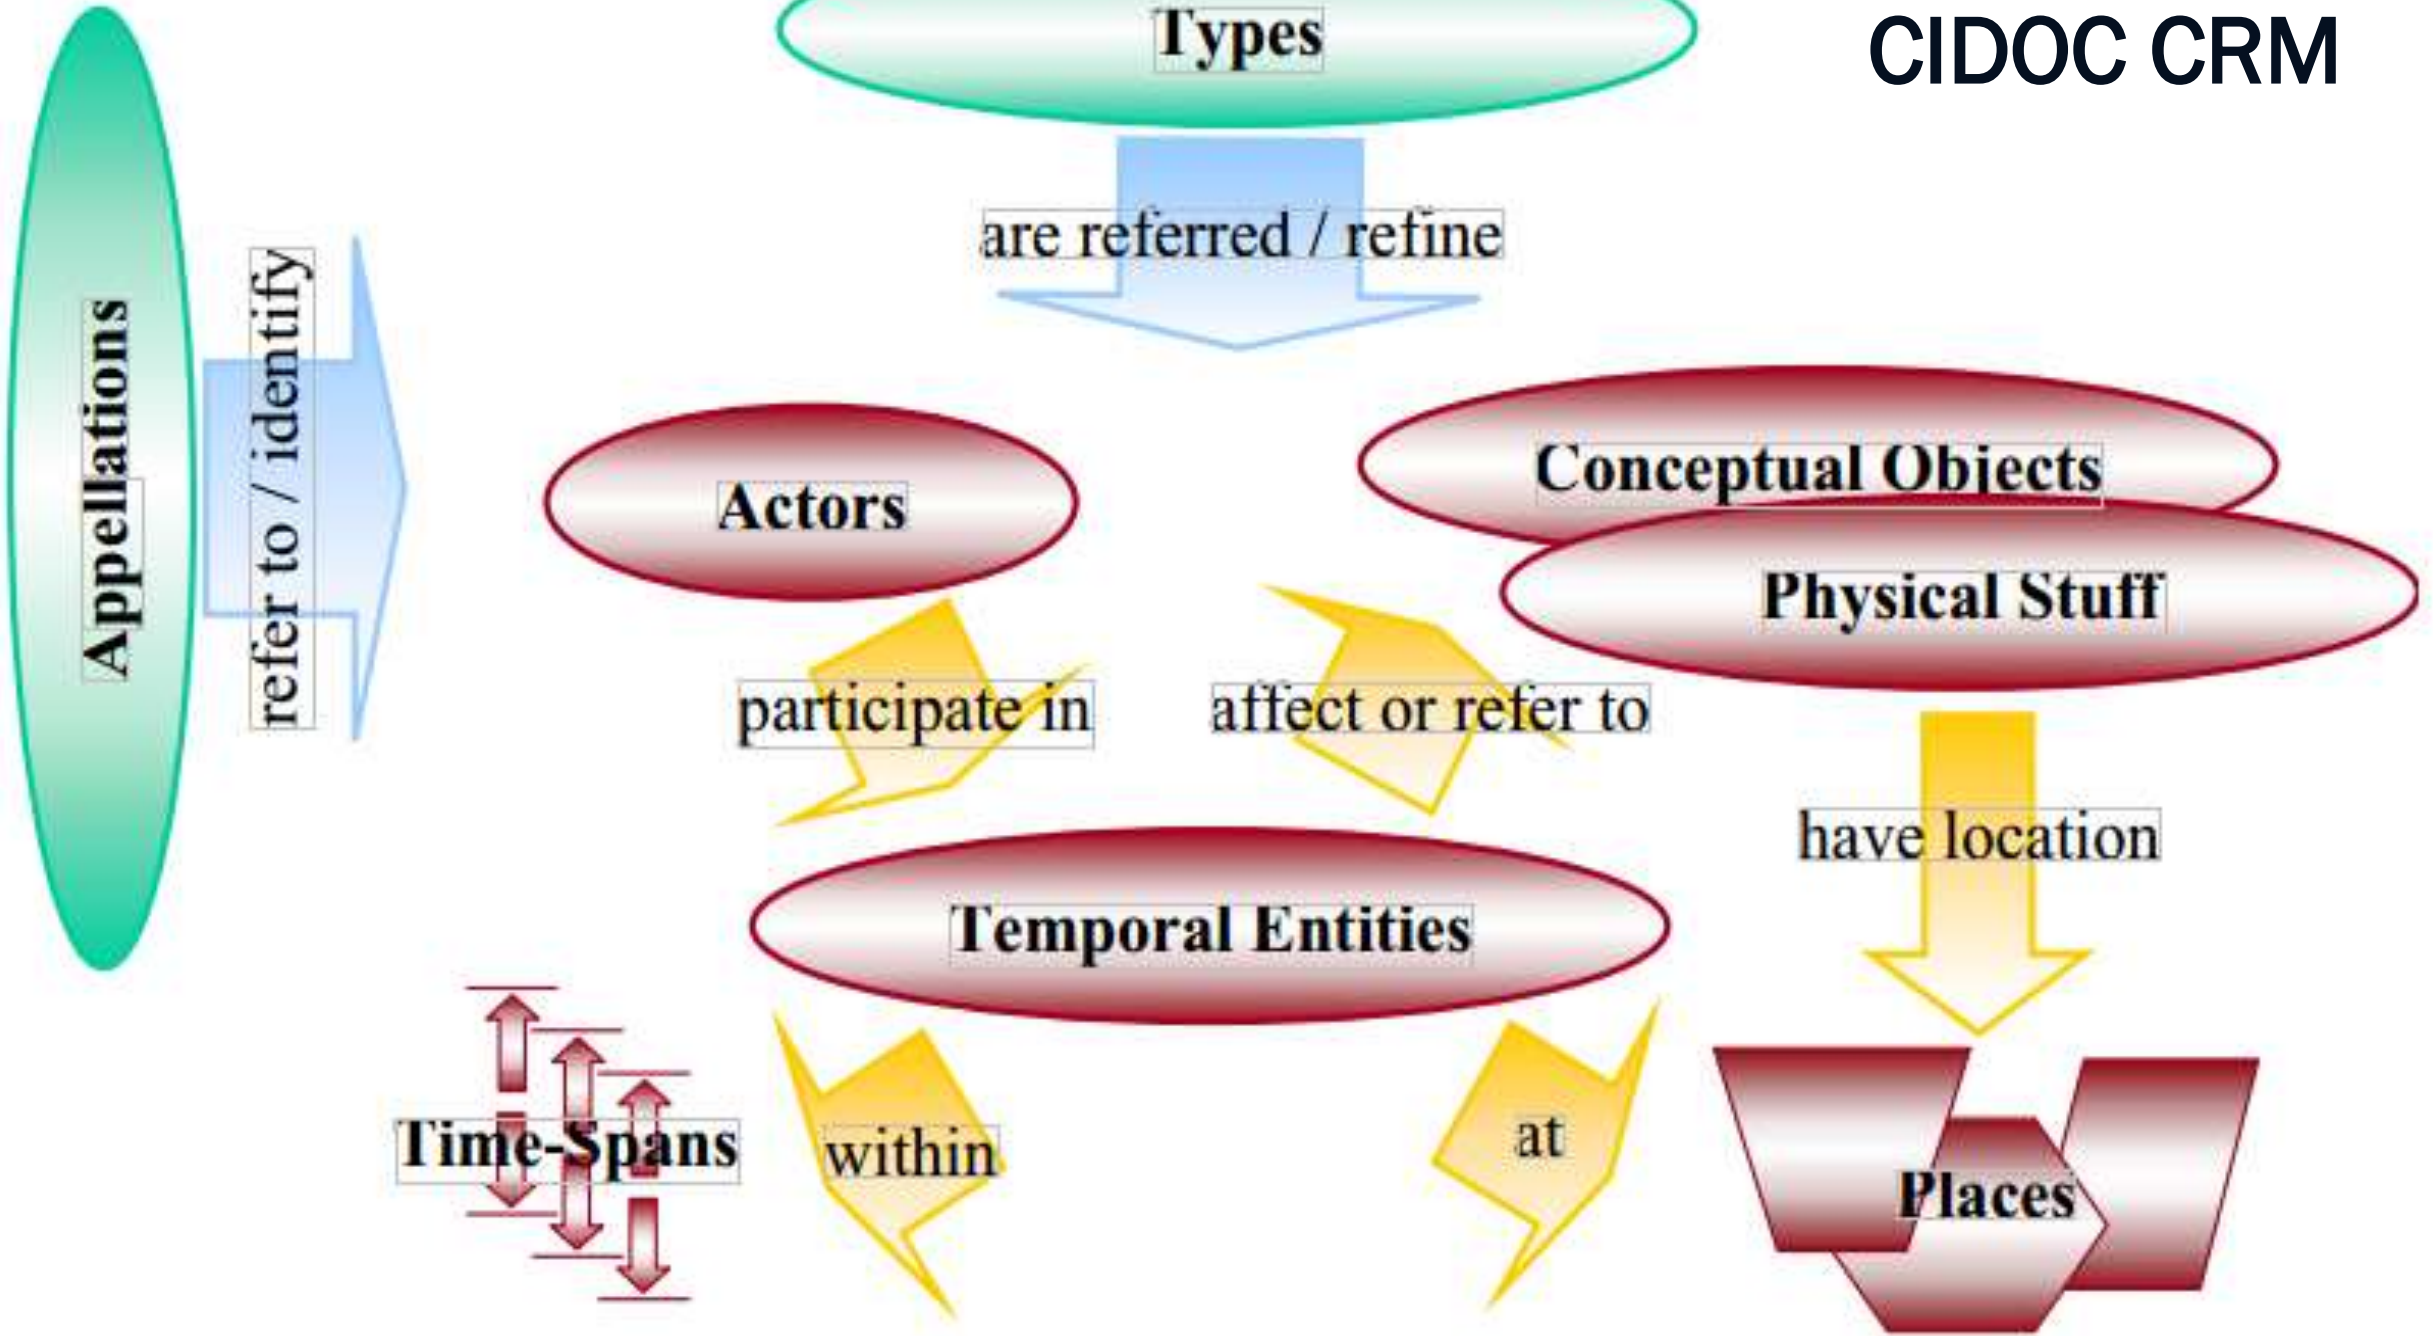 CIDOC CRM
Types
are referred / refine
Appellations
refer to / identify
Actors
Conceptual Objects
Physical Stuff
participate in
affect or refer to
have location
Temporal Entities
Time-Spans
within
at
Places